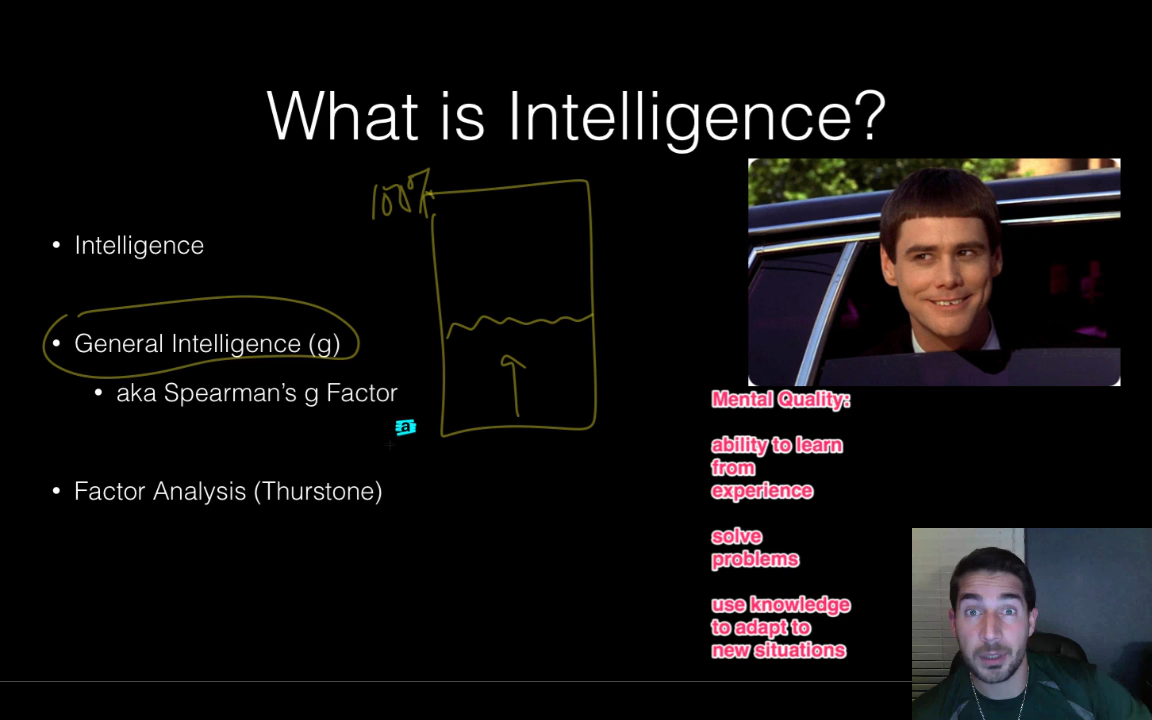 What is Intelligence?
100%
• Intelligence
• General Intelligence (g)
• aka Spearman's g Factor
a
• Factor Analysis (Thurstone)
Mental Quality:
ability to learn
from
experience
solve
problems
use knowledge
to adapt to
new situations